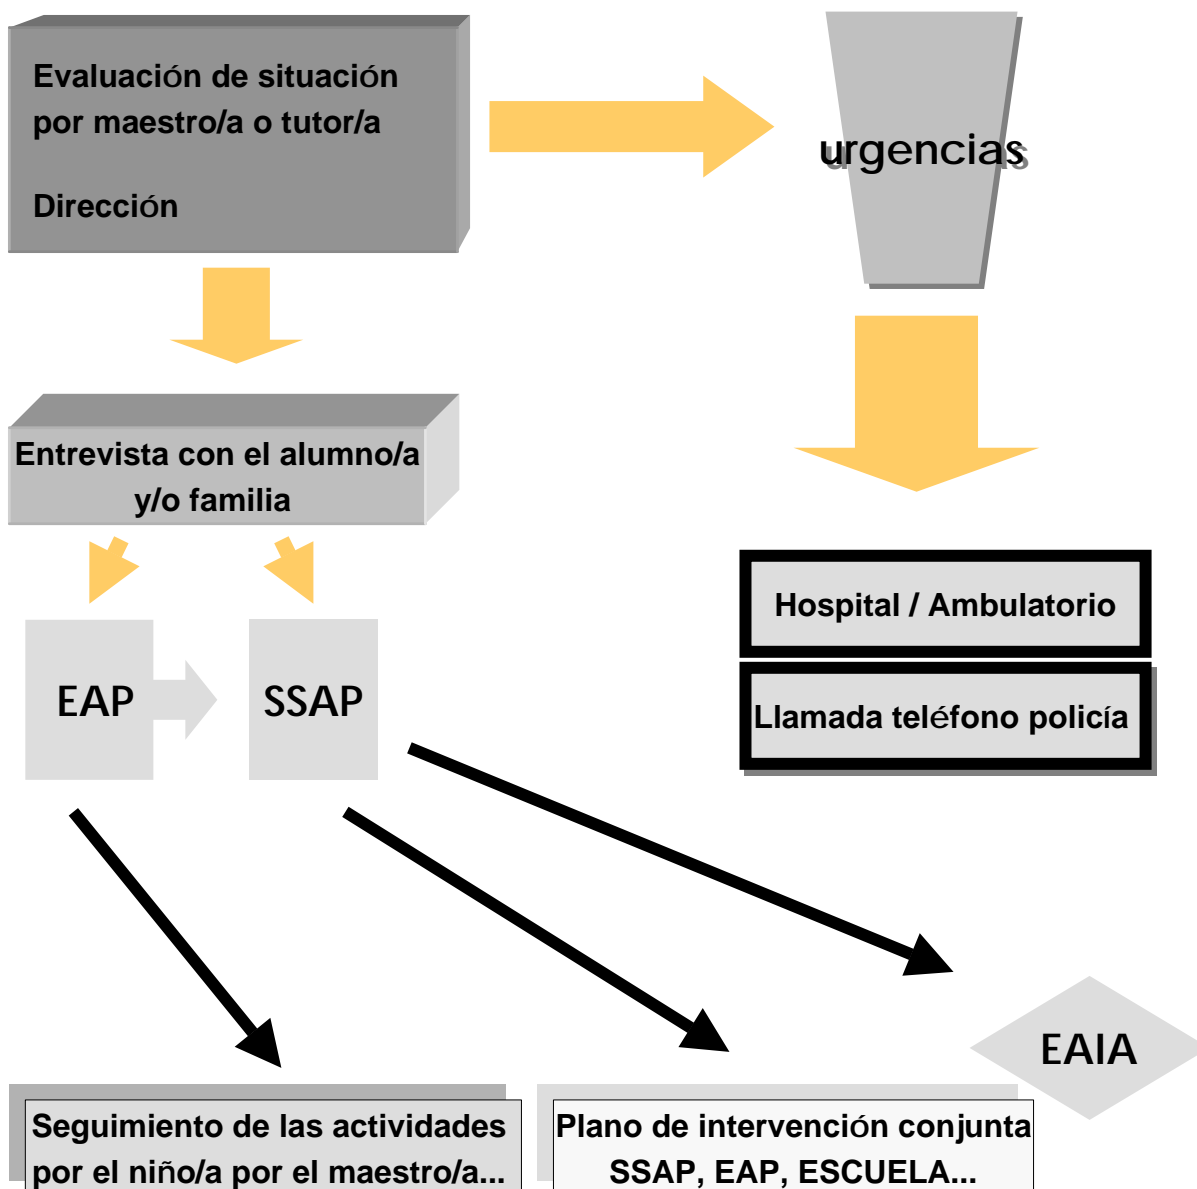 Evaluación de situación
por maestro/a o tutor/a
Dirección
urgencias
Entrevista con el alumno/a
y/o familia
Hospital / Ambulatorio
EAP
SSAP
Llamada teléfono policía
EAIA
Seguimiento de las actividades
por el niño/a por el maestro/a...
Plano de intervención conjunta
SSAP, EAP, ESCUELA...